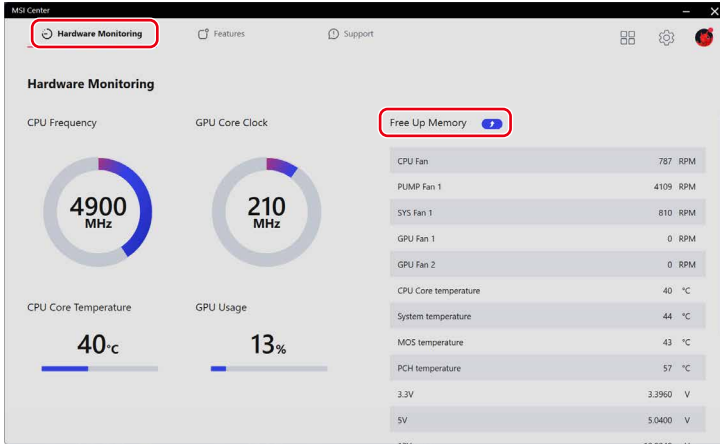 MSI Center
Hardware Monitoring
Features
Support
Hardware Monitoring
CPU Frequency
GPU Core Clock
4900
MHz
210
MHz
CPU Core Temperature
GPU Usage
40°C
13%
Free Up Memory
CPU Fan 787 RPM
PUMP Fan 1 4109 RPM
SYS Fan 1 810 RPM
GPU Fan 1 0 RPM
GPU Fan 2 0 RPM
CPU Core temperature 40 °C
System temperature 44 °C
MOS temperature 43 °C
PCH temperature 57 °C
3.3V 3.3960 V
5V 5.0400 V